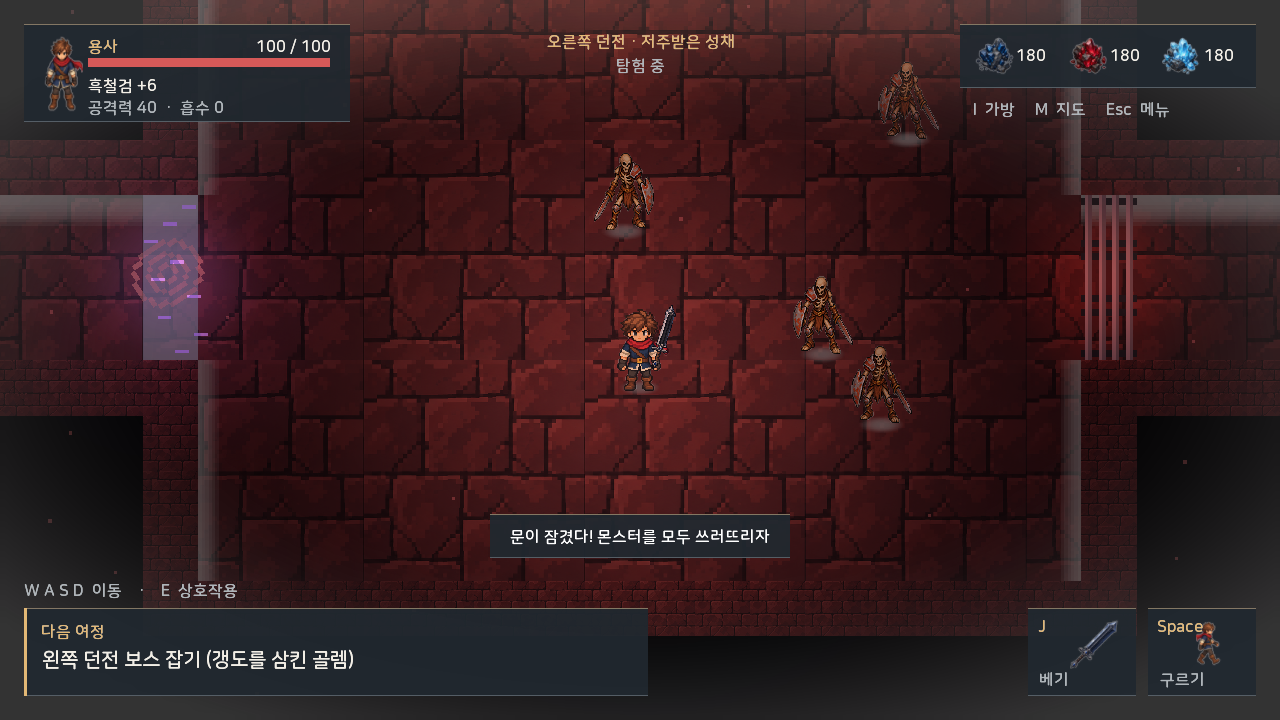 용사 100 / 100
흑철검 +6
공격력 40 · 흡수 0
오른쪽 던전 · 저주받은 성채
탐험 중
180 180 180
I 가방 M 지도 Esc 메뉴
문이 잠겼다! 몬스터를 모두 쓰러뜨리자
W A S D 이동 · E 상호작용
다음 여정
왼쪽 던전 보스 잡기 (갱도를 삼킨 골렘)
J
베기
Space
구르기